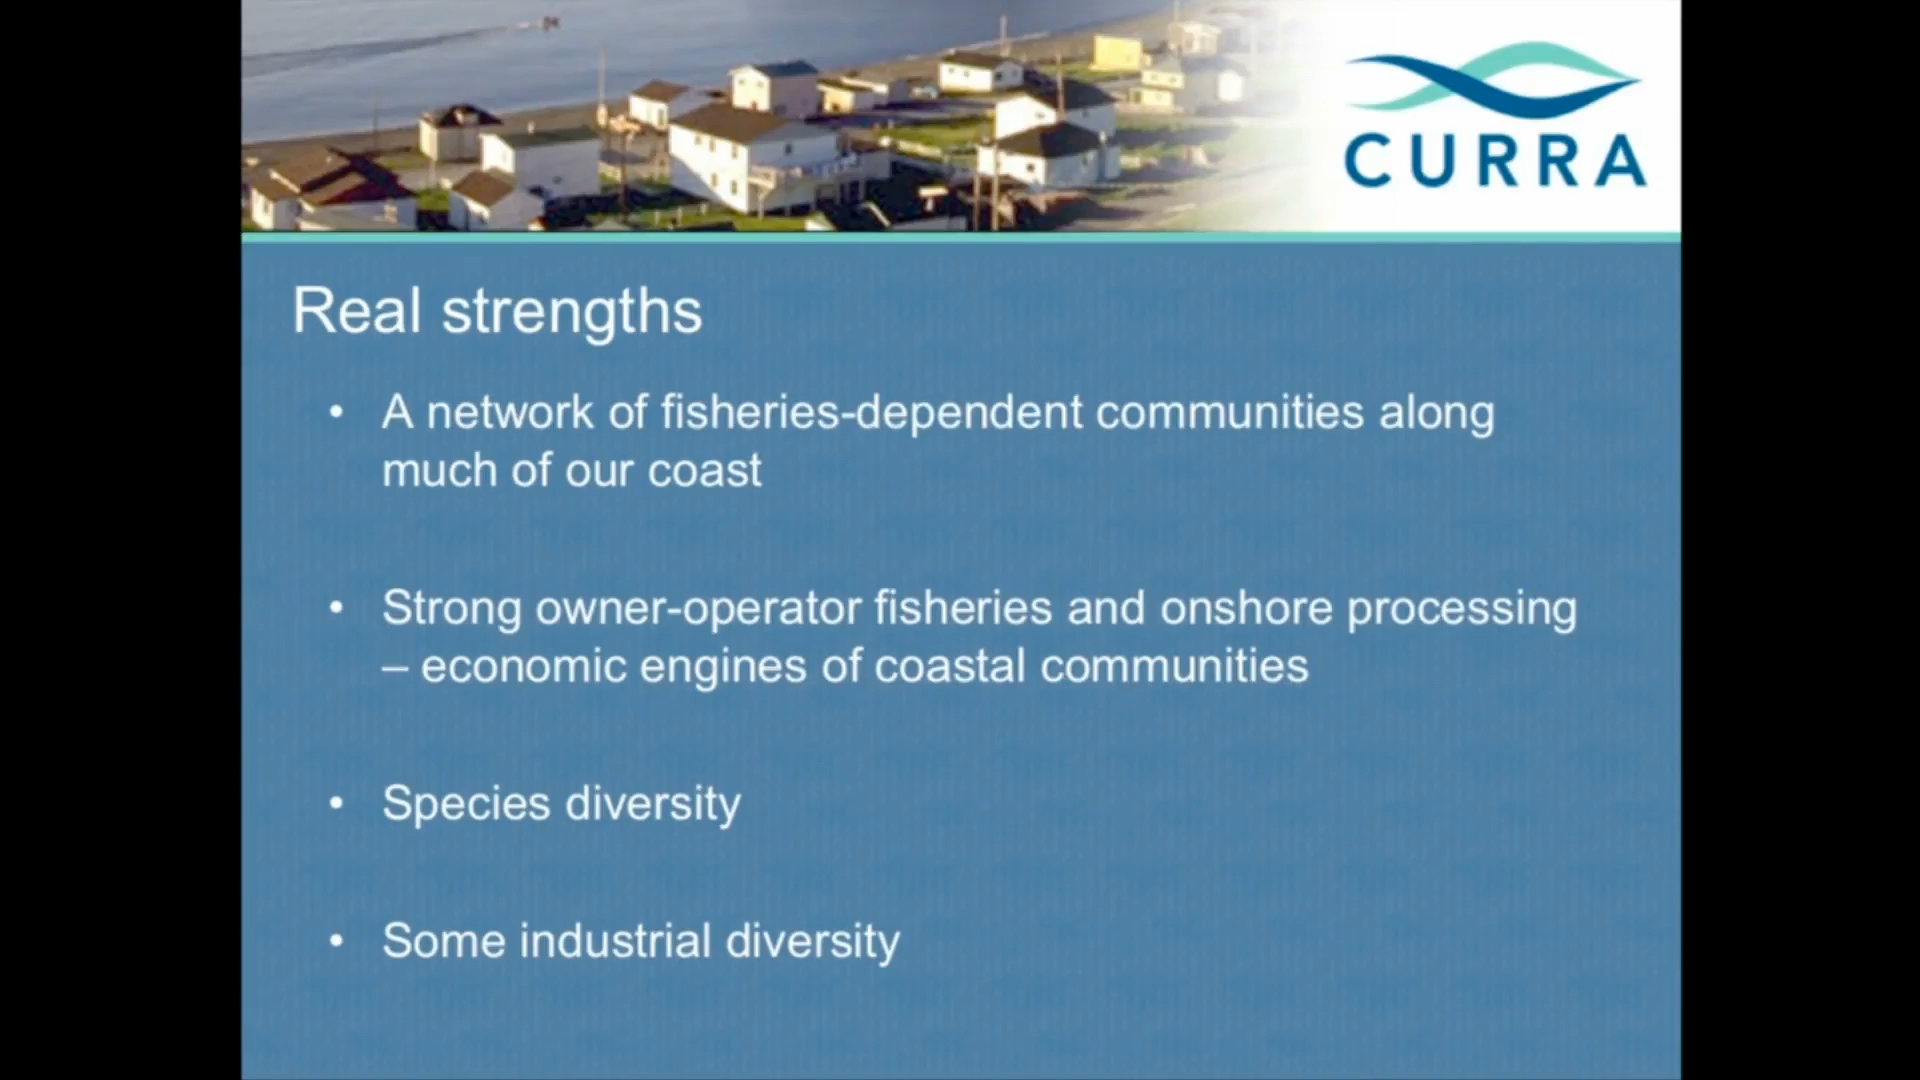 CURRA
Real strengths
• A network of fisheries-dependent communities along
much of our coast
• Strong owner-operator fisheries and onshore processing
– economic engines of coastal communities
• Species diversity
• Some industrial diversity